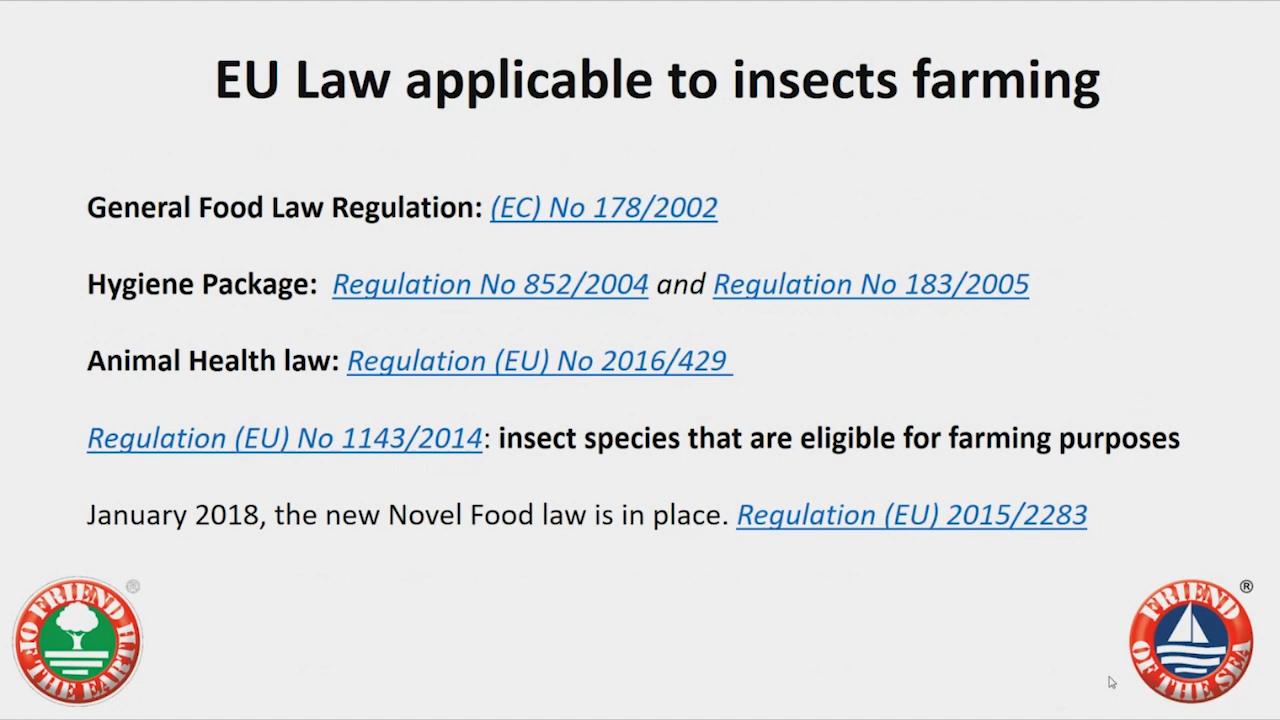 EU Law applicable to insects farming
General Food Law Regulation: (EC) No 178/2002
Hygiene Package: Regulation No 852/2004 and Regulation No 183/2005
Animal Health law: Regulation (EU) No 2016/429
Regulation (EU) No 1143/2014: insect species that are eligible for farming purposes
January 2018, the new Novel Food law is in place. Regulation (EU) 2015/2283
FRIEND OF THE EARTH ®
FRIEND OF THE SEA ®